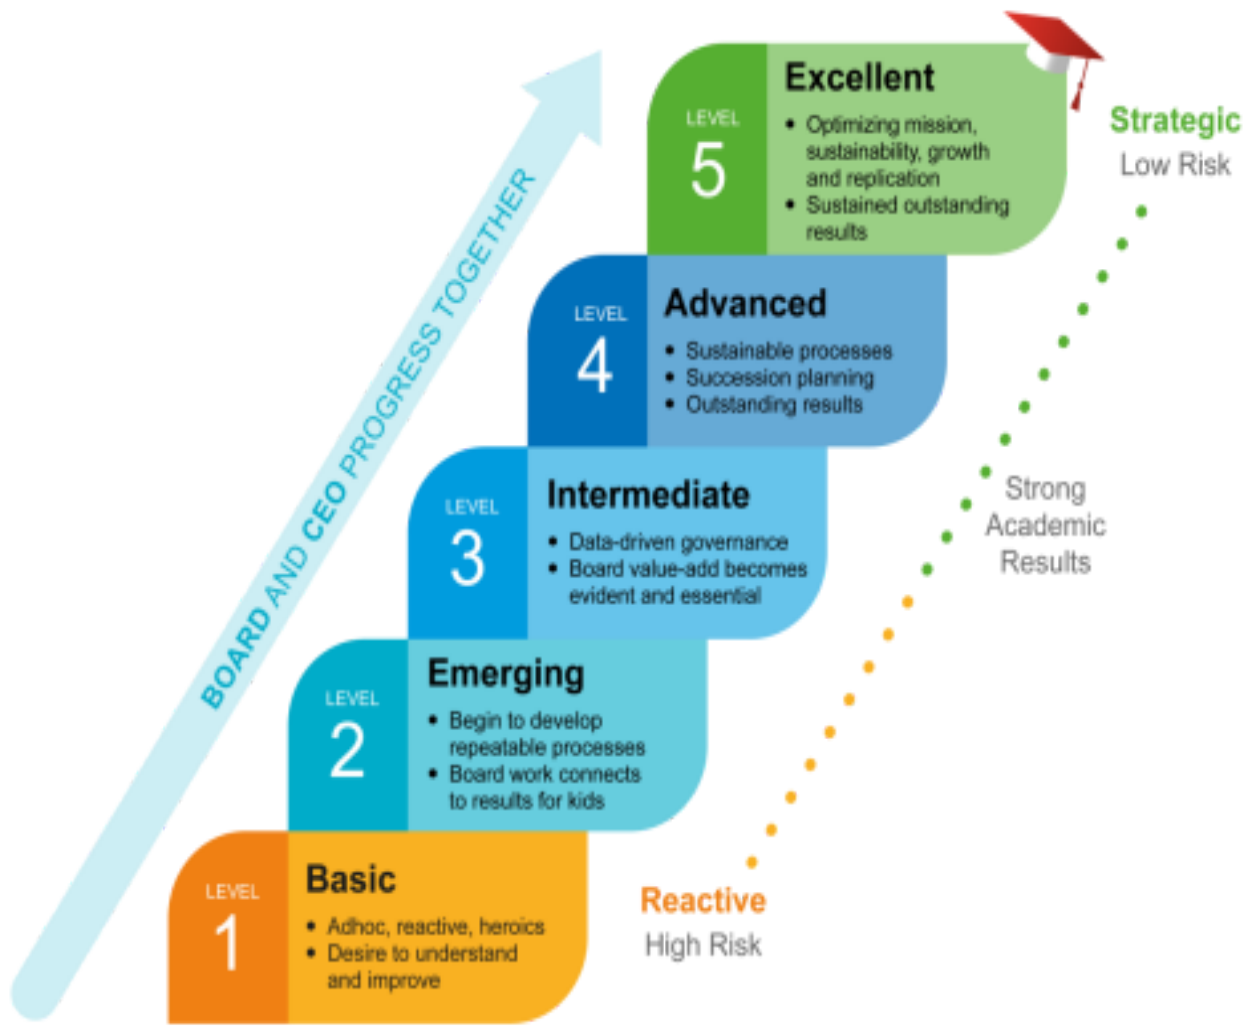 BOARD AND CEO PROGRESS TOGETHER
LEVEL
5
Excellent
• Optimizing mission,
sustainability, growth
and replication
• Sustained outstanding
results
Strategic
Low Risk
LEVEL
4
Advanced
• Sustainable processes
• Succession planning
• Outstanding results
LEVEL
3
Intermediate
• Data-driven governance
• Board value-add becomes
evident and essential
Strong
Academic
Results
LEVEL
2
Emerging
• Begin to develop
repeatable processes
• Board work connects
to results for kids
LEVEL
1
Basic
• Adhoc, reactive, heroics
• Desire to understand
and improve
Reactive
High Risk